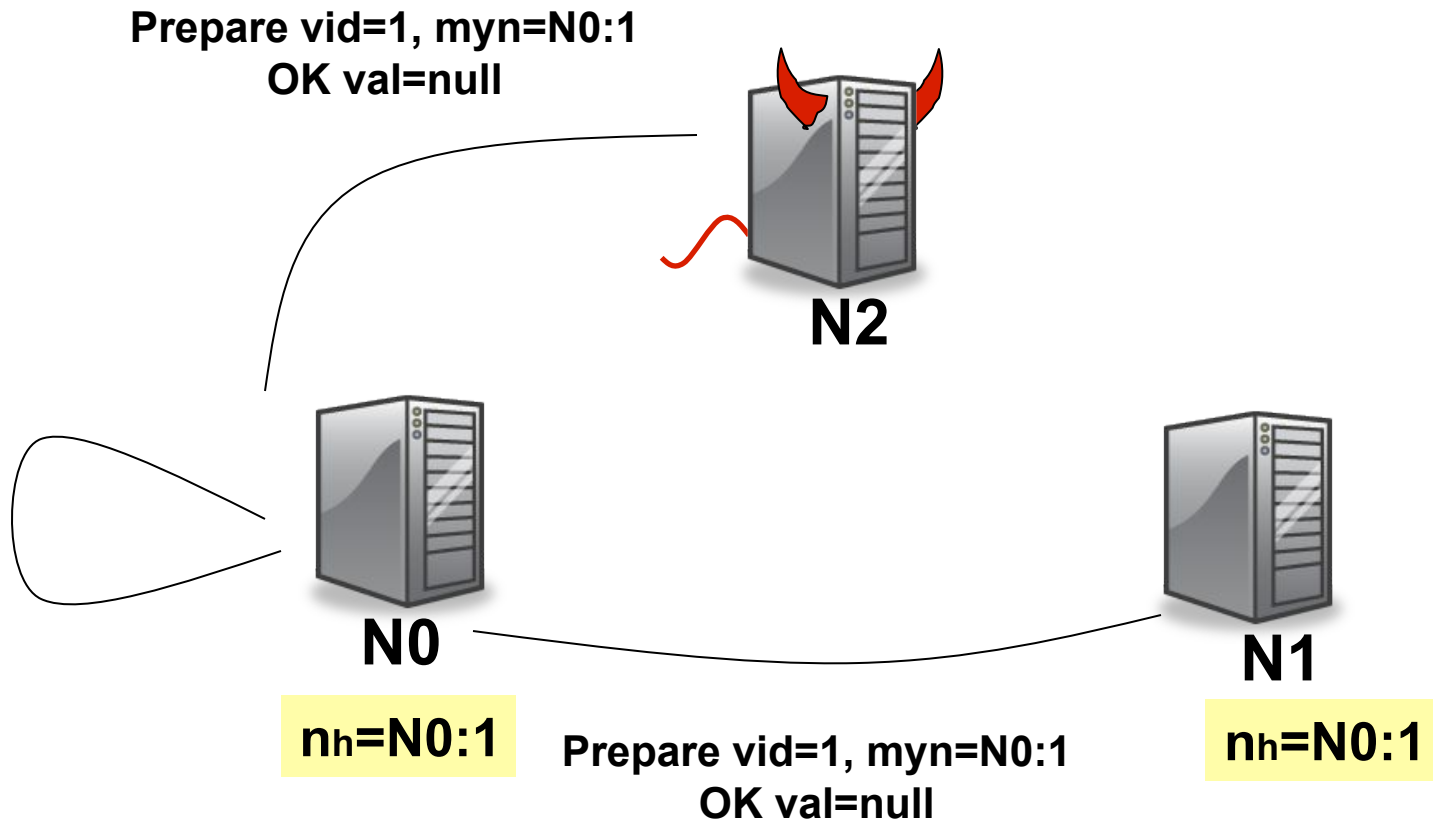 Prepare vid=1, myn=N0:1
OK val=null
N2
N0
N1
nh=N0:1
nh=N0:1
Prepare vid=1, myn=N0:1
OK val=null